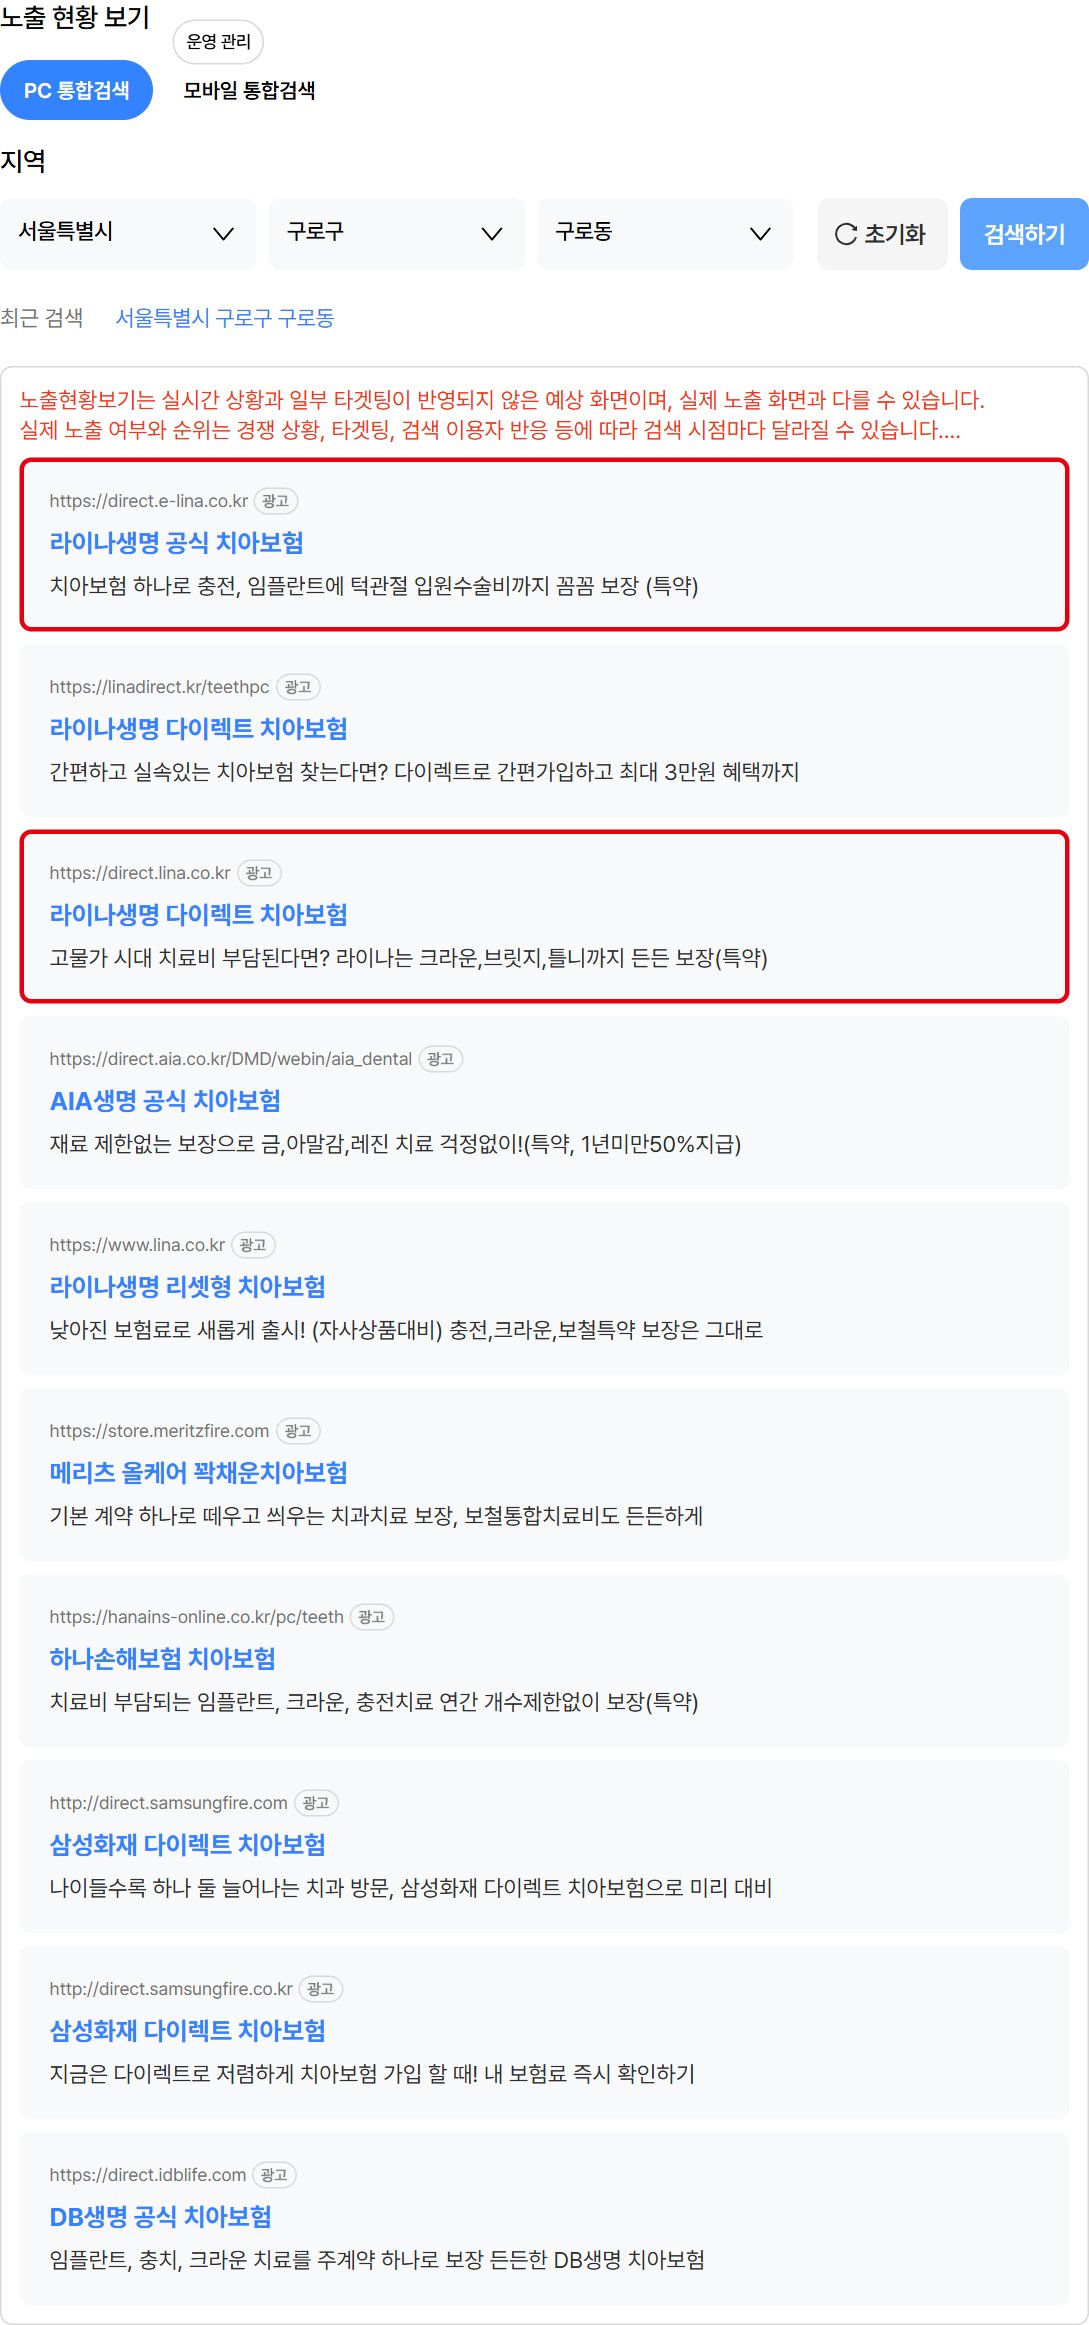 노출 현황 보기
운영 관리
PC 통합검색
모바일 통합검색
지역
서울특별시
구로구
구로동
초기화
검색하기
최근 검색
서울특별시 구로구 구로동
노출현황보기는 실시간 상황과 일부 타겟팅이 반영되지 않은 예상 화면이며, 실제 노출 화면과 다를 수 있습니다.
실제 노출 여부와 순위는 경쟁 상황, 타겟팅, 검색 이용자 반응 등에 따라 검색 시점마다 달라질 수 있습니다....
https://direct.e-lina.co.kr 광고
라이나생명 공식 치아보험
치아보험 하나로 충전, 임플란트에 턱관절 입원수술비까지 꼼꼼 보장 (특약)
https://linadirect.kr/teethpc 광고
라이나생명 다이렉트 치아보험
간편하고 실속있는 치아보험 찾는다면? 다이렉트로 간편가입하고 최대 3만원 혜택까지
https://direct.lina.co.kr 광고
라이나생명 다이렉트 치아보험
고물가 시대 치료비 부담된다면? 라이나는 크라운,브릿지,틀니까지 든든 보장(특약)
https://direct.aia.co.kr/DMD/webin/aia_dental 광고
AIA생명 공식 치아보험
재료 제한없는 보장으로 금,아말감,레진 치료 걱정없이!(특약, 1년미만50%지급)
https://www.lina.co.kr 광고
라이나생명 리셋형 치아보험
낮아진 보험료로 새롭게 출시! (자사상품대비) 충전,크라운,보철특약 보장은 그대로
https://store.meritzfire.com 광고
메리츠 올케어 꽉채운치아보험
기본 계약 하나로 떼우고 씌우는 치과치료 보장, 보철통합치료비도 든든하게
https://hanains-online.co.kr/pc/teeth 광고
하나손해보험 치아보험
치료비 부담되는 임플란트, 크라운, 충전치료 연간 개수제한없이 보장(특약)
http://direct.samsungfire.com 광고
삼성화재 다이렉트 치아보험
나이들수록 하나 둘 늘어나는 치과 방문, 삼성화재 다이렉트 치아보험으로 미리 대비
http://direct.samsungfire.co.kr 광고
삼성화재 다이렉트 치아보험
지금은 다이렉트로 저렴하게 치아보험 가입 할 때! 내 보험료 즉시 확인하기
https://direct.idblife.com 광고
DB생명 공식 치아보험
임플란트, 충치, 크라운 치료를 주계약 하나로 보장 든든한 DB생명 치아보험